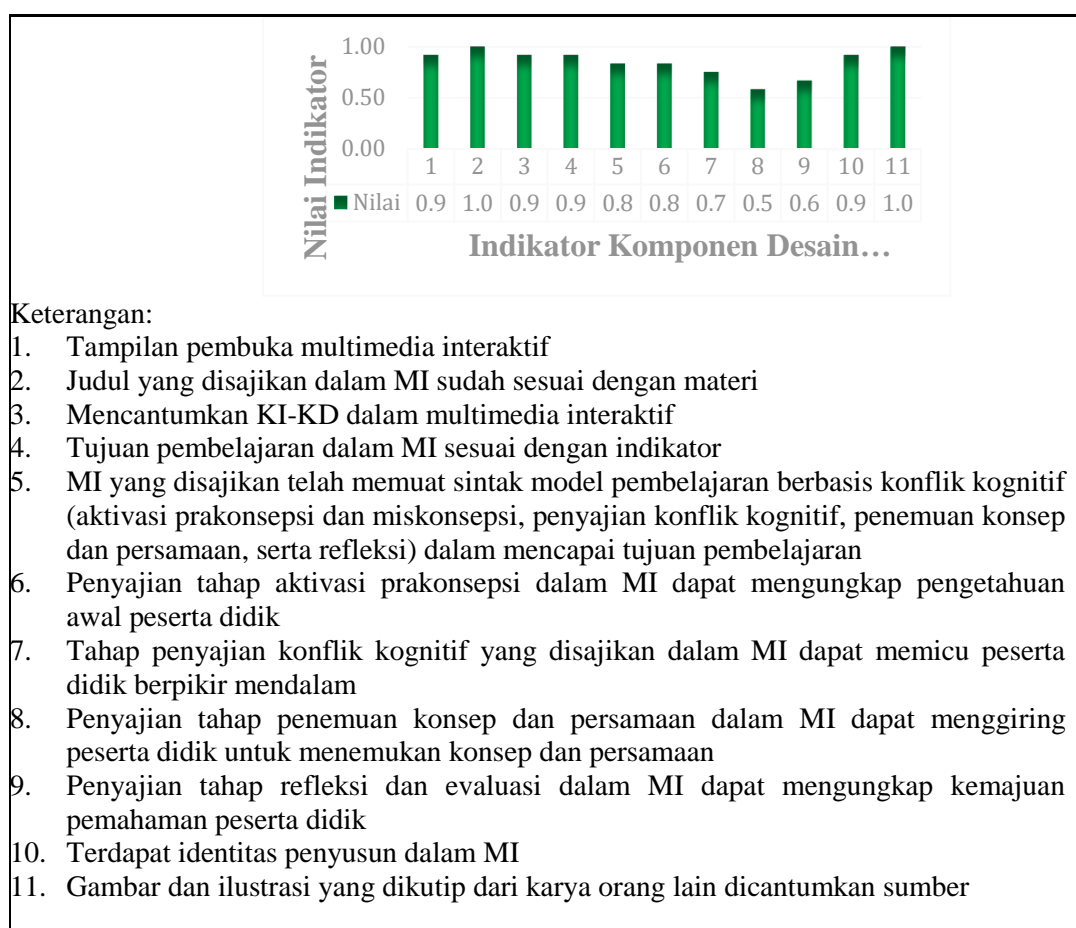 1.00
0.50
0.00
Nilai Indikator
1 2 3 4 5 6 7 8 9 10 11
Nilai 0.9 1.0 0.9 0.9 0.8 0.8 0.7 0.5 0.6 0.9 1.0
Indikator Komponen Desain…
Keterangan:
1. Tampilan pembuka multimedia interaktif
2. Judul yang disajikan dalam MI sudah sesuai dengan materi
3. Mencantumkan KI-KD dalam multimedia interaktif
4. Tujuan pembelajaran dalam MI sesuai dengan indikator
5. MI yang disajikan telah memuat sintak model pembelajaran berbasis konflik kognitif
(aktivasi prakonsepsi dan miskonsepsi, penyajian konflik kognitif, penemuan konsep
dan persamaan, serta refleksi) dalam mencapai tujuan pembelajaran
6. Penyajian tahap aktivasi prakonsepsi dalam MI dapat mengungkap pengetahuan
awal peserta didik
7. Tahap penyajian konflik kognitif yang disajikan dalam MI dapat memicu peserta
didik berpikir mendalam
8. Penyajian tahap penemuan konsep dan persamaan dalam MI dapat menggiring
peserta didik untuk menemukan konsep dan persamaan
9. Penyajian tahap refleksi dan evaluasi dalam MI dapat mengungkap kemajuan
pemahaman peserta didik
10. Terdapat identitas penyusun dalam MI
11. Gambar dan ilustrasi yang dikutip dari karya orang lain dicantumkan sumber